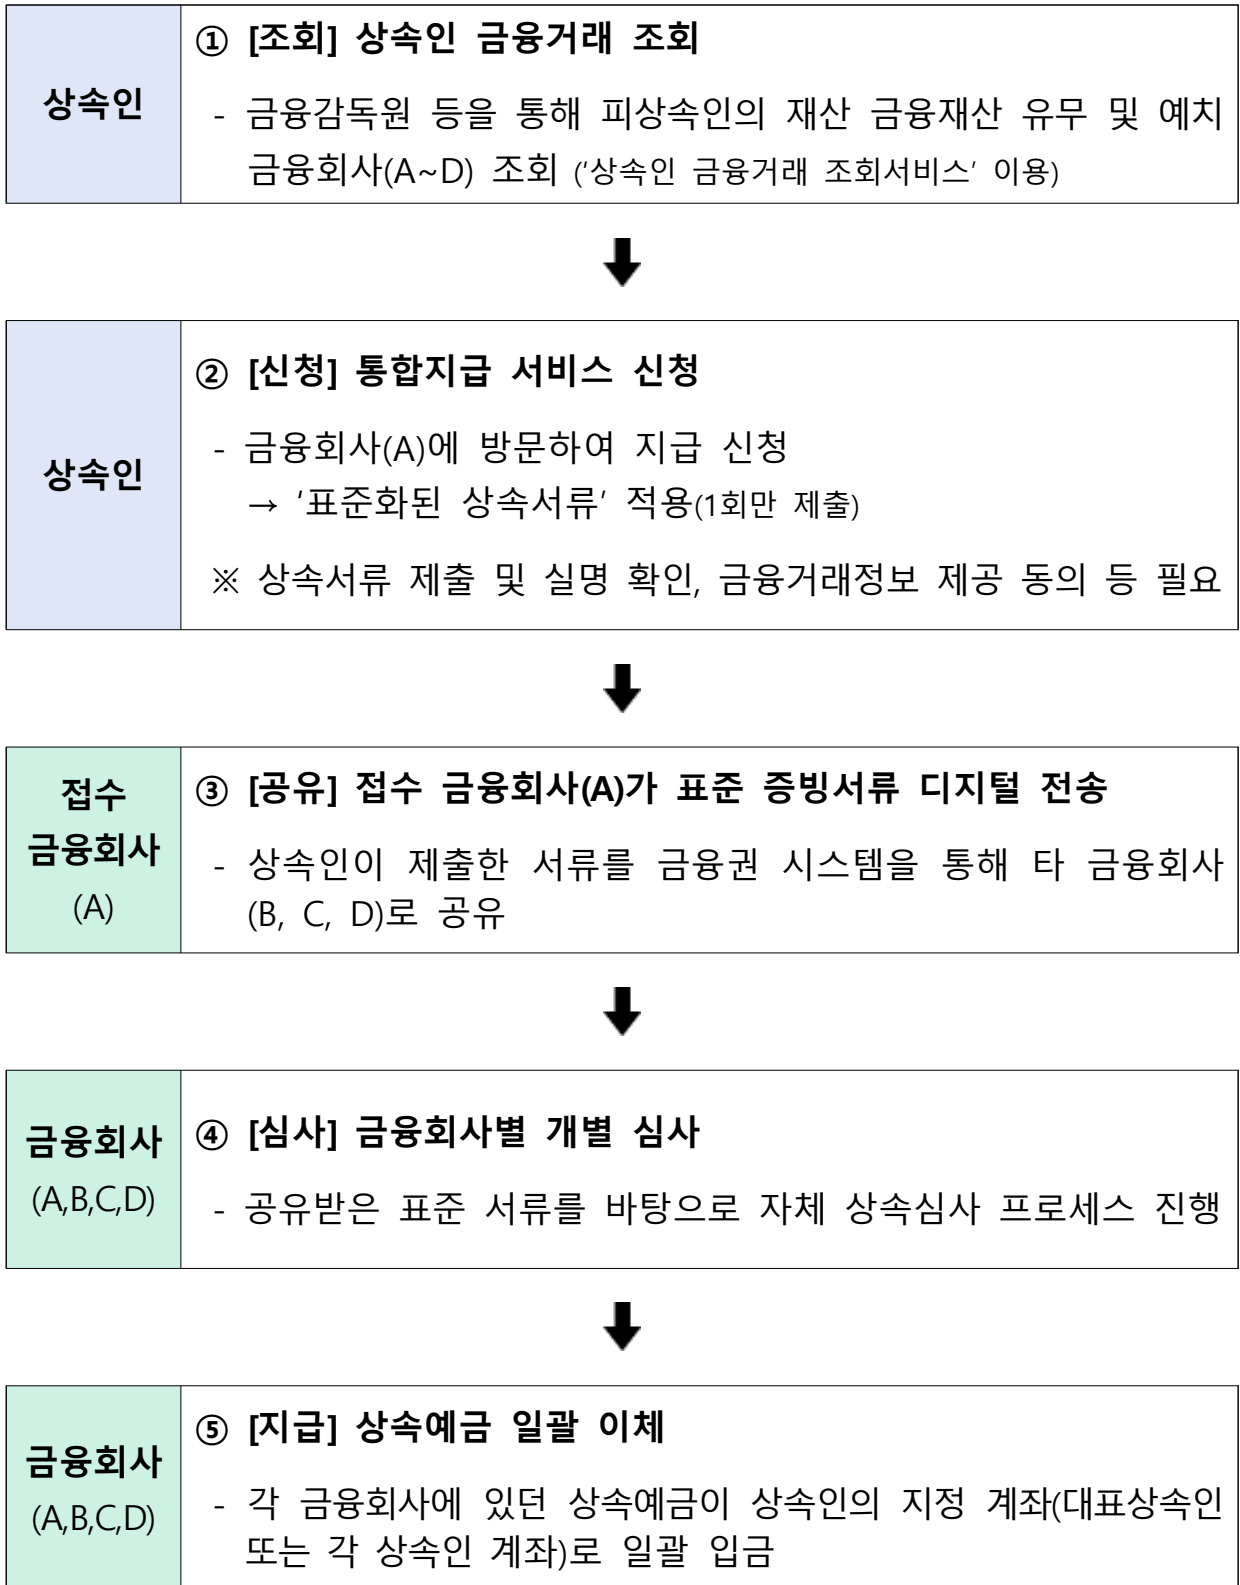 상속인
① [조회] 상속인 금융거래 조회
- 금융감독원 등을 통해 피상속인의 재산 금융재산 유무 및 예치
금융회사(A~D) 조회 ('상속인 금융거래 조회서비스' 이용)
상속인
② [신청] 통합지급 서비스 신청
- 금융회사(A)에 방문하여 지급 신청
→ '표준화된 상속서류' 적용(1회만 제출)
※ 상속서류 제출 및 실명 확인, 금융거래정보 제공 동의 등 필요
접수
금융회사
(A)
③ [공유] 접수 금융회사(A)가 표준 증빙서류 디지털 전송
- 상속인이 제출한 서류를 금융권 시스템을 통해 타 금융회사
(B, C, D)로 공유
금융회사
(A,B,C,D)
④ [심사] 금융회사별 개별 심사
- 공유받은 표준 서류를 바탕으로 자체 상속심사 프로세스 진행
금융회사
(A,B,C,D)
⑤ [지급] 상속예금 일괄 이체
- 각 금융회사에 있던 상속예금이 상속인의 지정 계좌(대표상속인
또는 각 상속인 계좌)로 일괄 입금